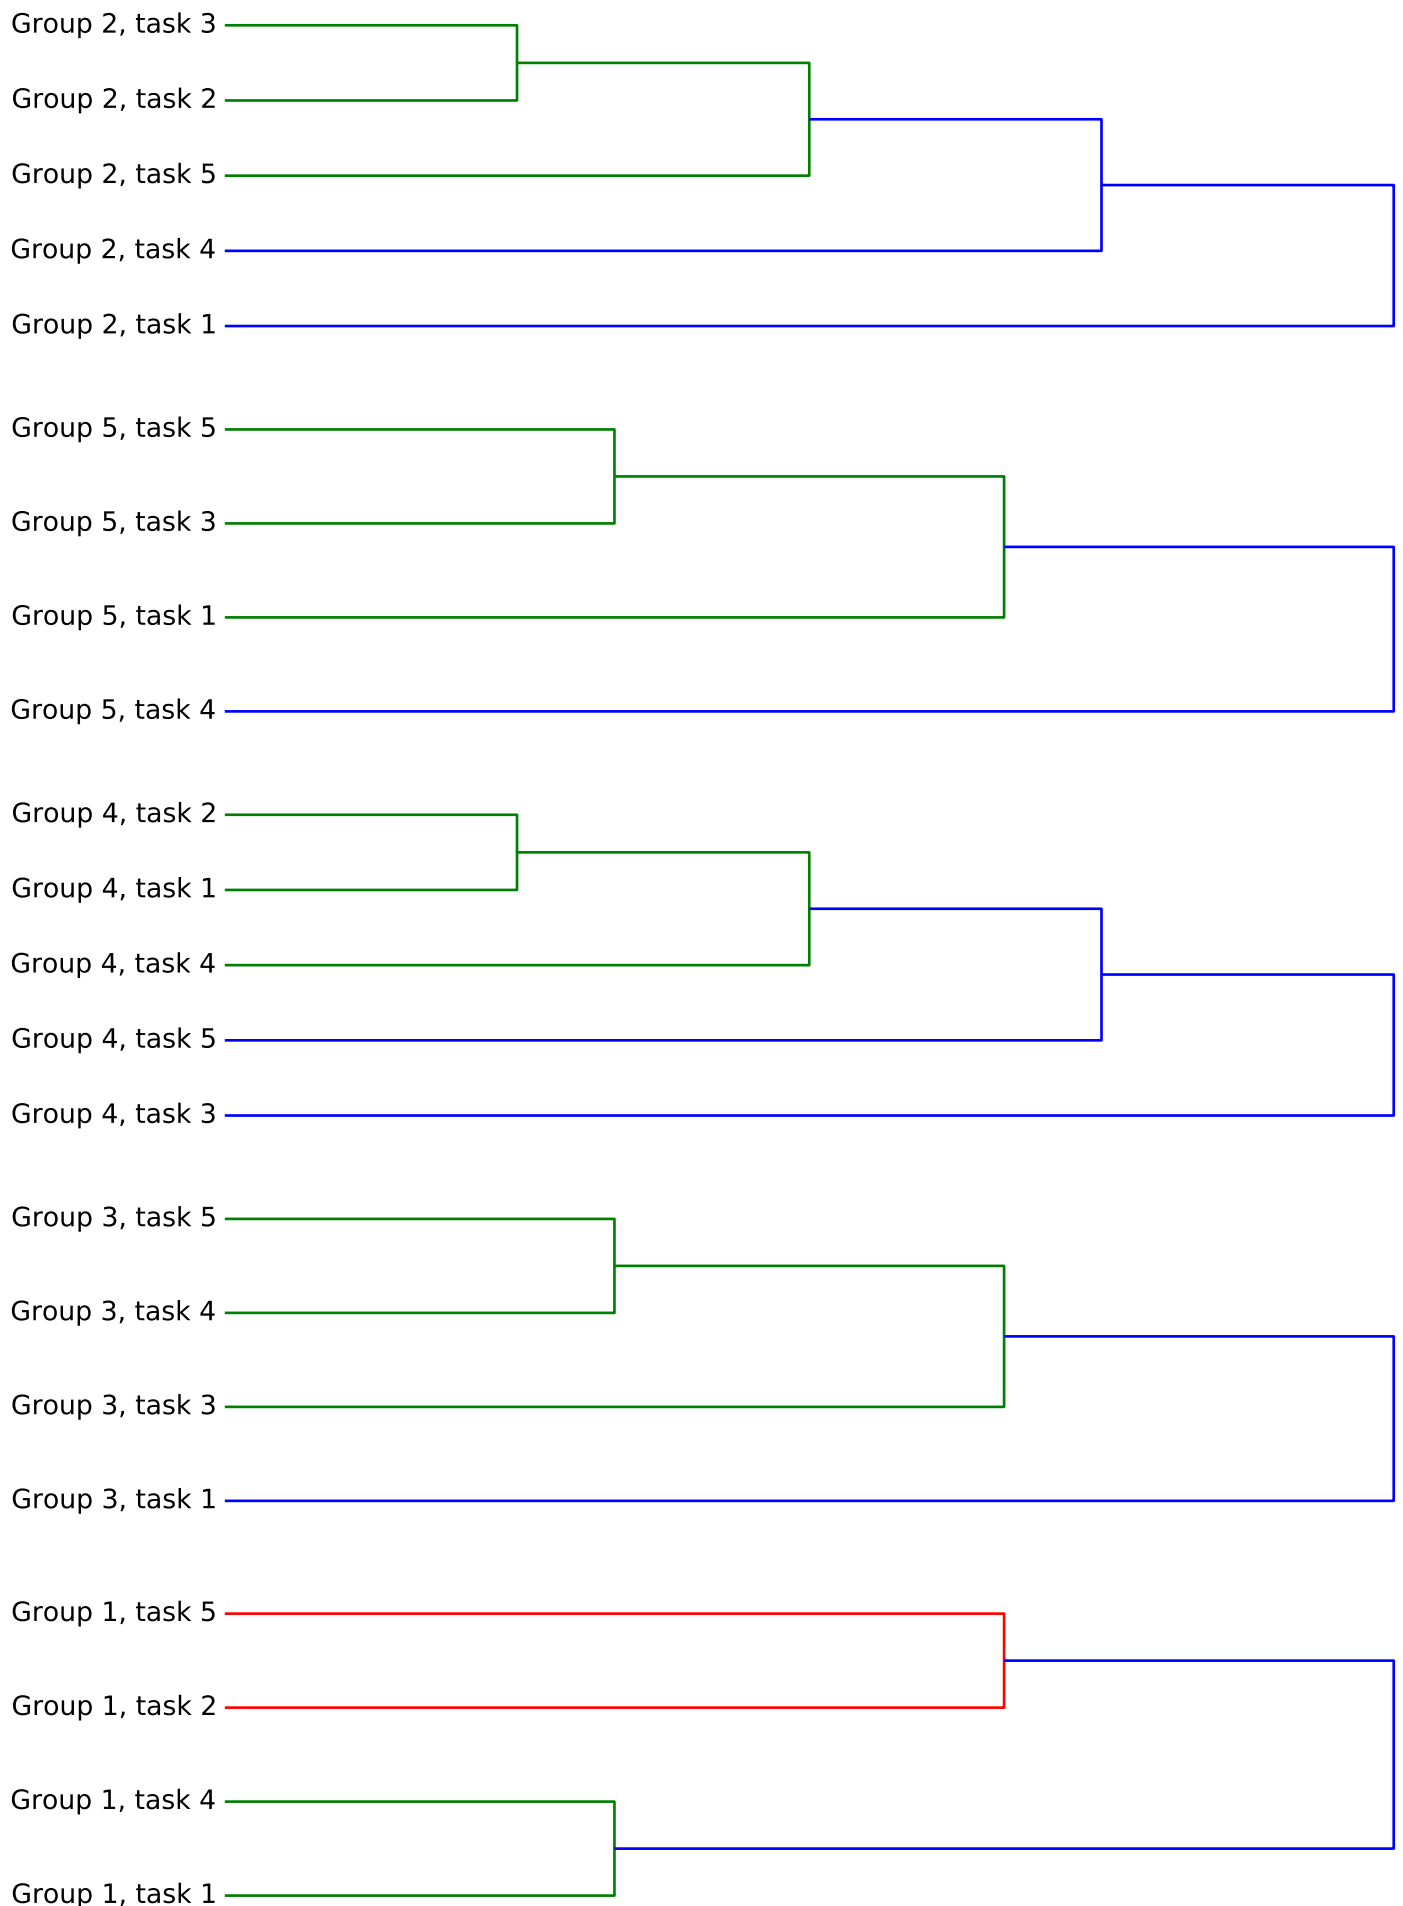 Group 2, task 3
Group 2, task 2
Group 2, task 5
Group 2, task 4
Group 2, task 1
Group 5, task 5
Group 5, task 3
Group 5, task 1
Group 5, task 4
Group 4, task 2
Group 4, task 1
Group 4, task 4
Group 4, task 5
Group 4, task 3
Group 3, task 5
Group 3, task 4
Group 3, task 3
Group 3, task 1
Group 1, task 5
Group 1, task 2
Group 1, task 4
Group 1, task 1